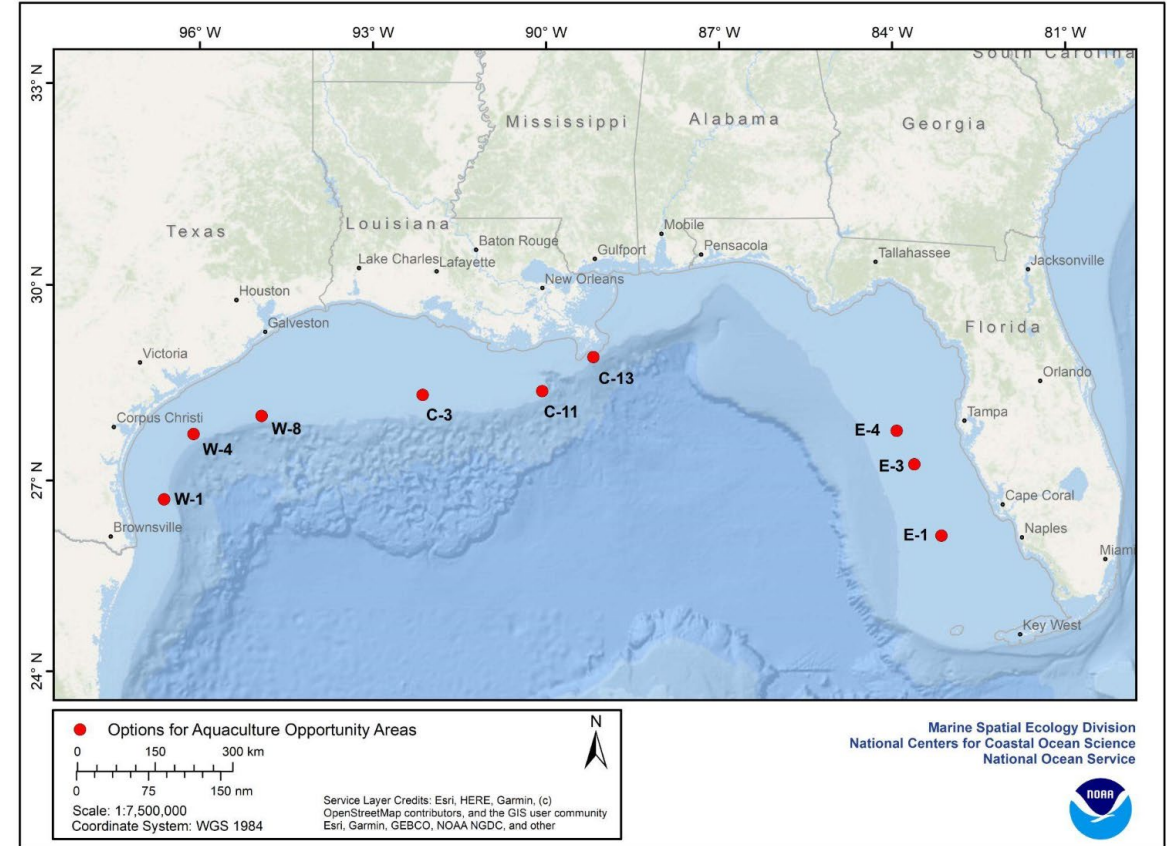 96° W 93° W 90° W 87° W 84° W 81° W
33° N
30° N
27° N
24° N
South Carolina
Mississippi
Alabama
Georgia
Texas
Louisiana
Mobile
Baton Rouge
Pensacola
Gulfport
Tallahassee
Lake Charles
Lafayette
Jacksonville
New Orleans
Houston
Galveston
Florida
Victoria
Orlando
C-13
Corpus Christi
C-3
C-11
Tampa
W-8
E-4
W-4
E-3
W-1
Cape Coral
Brownsville
E-1
Naples
Miami
Key West
Options for Aquaculture Opportunity Areas
0 150 300 km
0 75 150 nm
Scale: 1:7,500,000
Coordinate System: WGS 1984
N
Service Layer Credits: Esri, HERE, Garmin, (c)
OpenStreetMap contributors, and the GIS user community
Esri, Garmin, GEBCO, NOAA NGDC, and other
Marine Spatial Ecology Division
National Centers for Coastal Ocean Science
National Ocean Service
NOAA